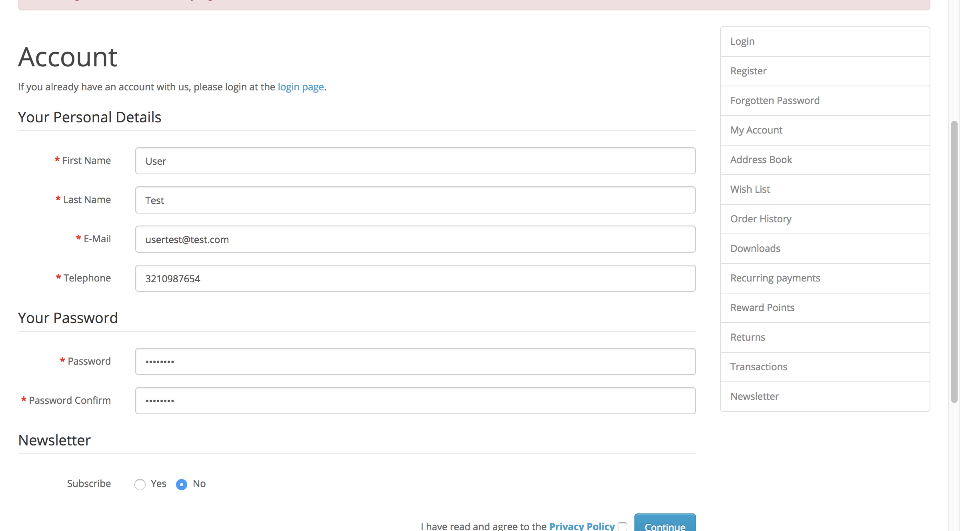 Account
If you already have an account with us, please login at the login page.
Your Personal Details
* First Name
User
* Last Name
Test
* E-Mail
usertest@test.com
* Telephone
3210987654
Your Password
* Password
••••••••
* Password Confirm
••••••••
Newsletter
Subscribe
Yes No
I have read and agree to the Privacy Policy
Continue
Login
Register
Forgotten Password
My Account
Address Book
Wish List
Order History
Downloads
Recurring payments
Reward Points
Returns
Transactions
Newsletter